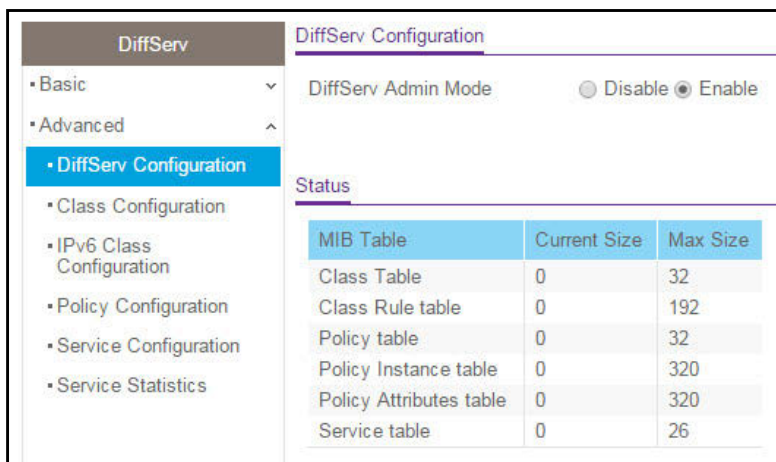 DiffServ
Basic
Advanced
DiffServ Configuration
Class Configuration
IPv6 Class
Configuration
Policy Configuration
Service Configuration
Service Statistics
DiffServ Configuration
DiffServ Admin Mode Disable Enable
Status
MIB Table Current Size Max Size
Class Table 0 32
Class Rule table 0 192
Policy table 0 32
Policy Instance table 0 320
Policy Attributes table 0 320
Service table 0 26